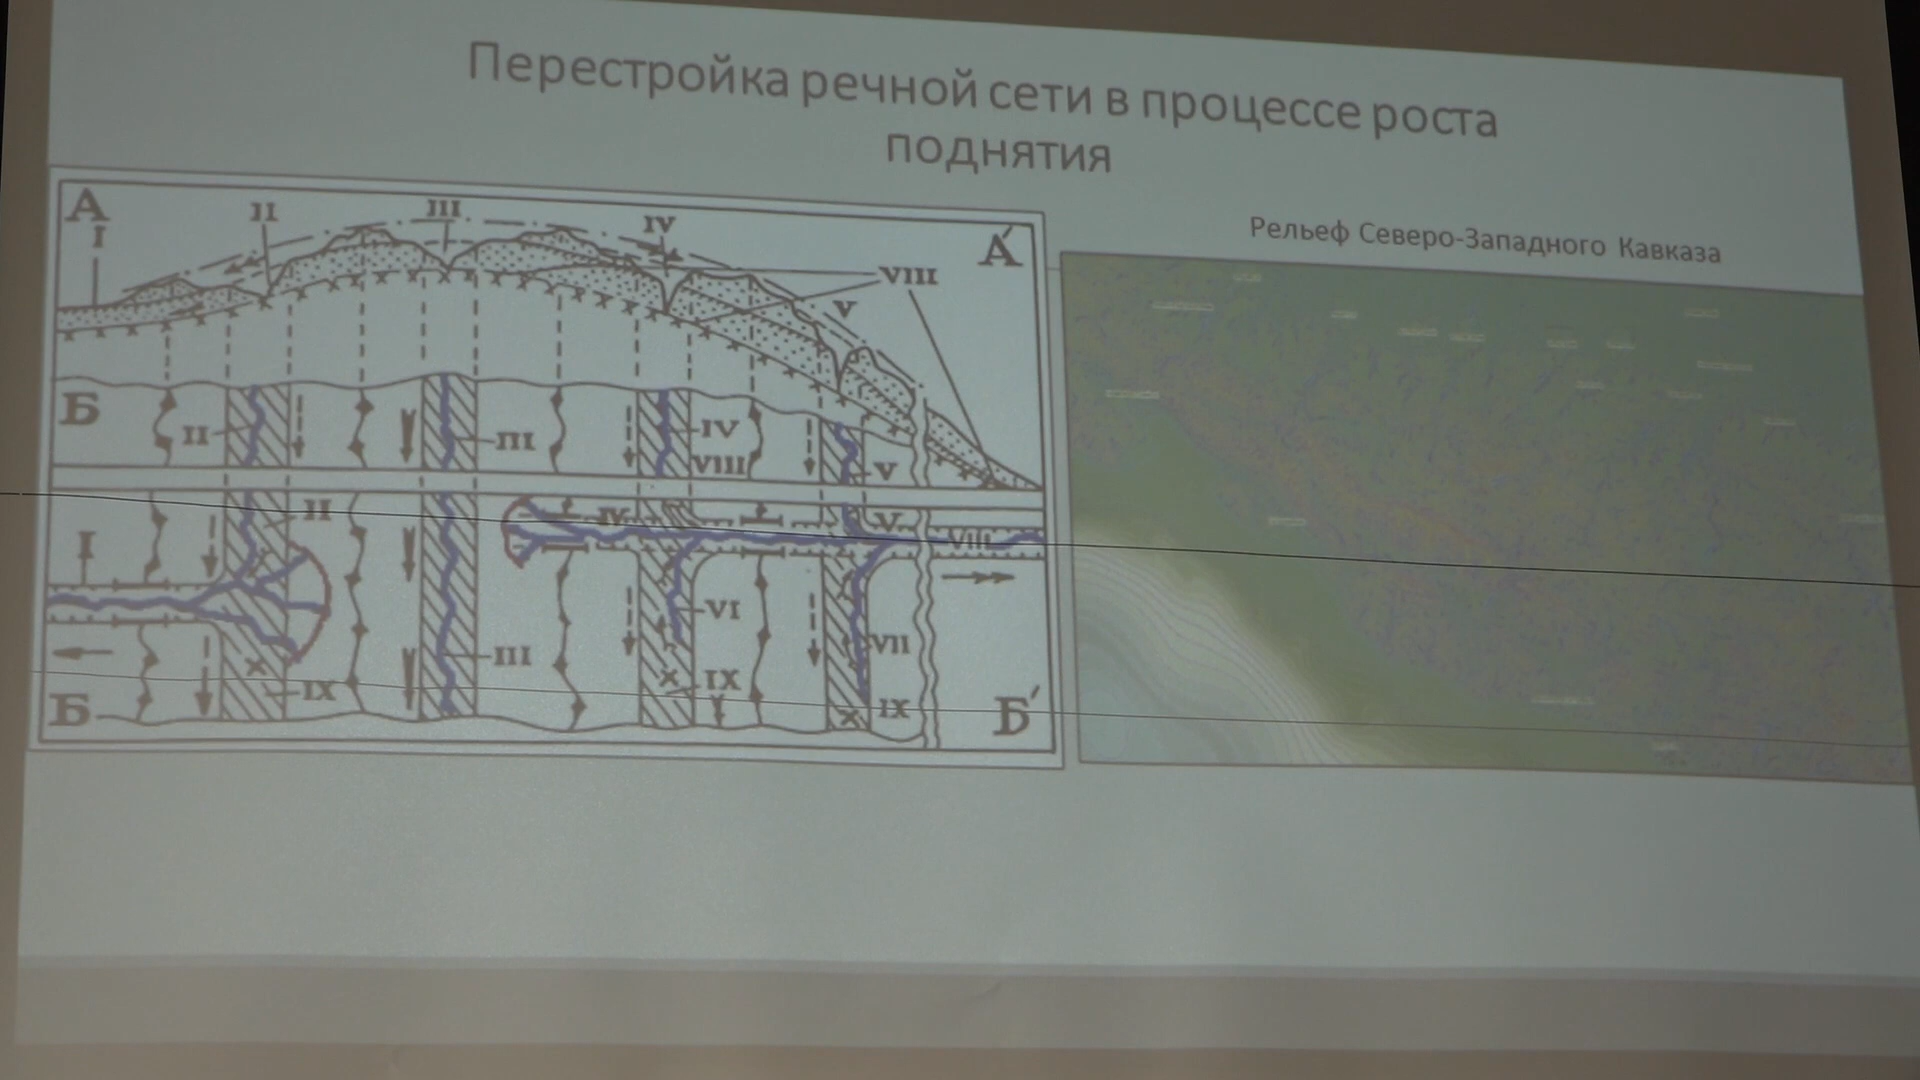 Перестройка речной сети в процессе роста
поднятия
Рельеф Северо-Западного Кавказа
А
I
II
III
IV
А′
VIII
V
Б
II
III
IV
VIII
V
II
IV
V
VIII
I
VI
VII
III
IX
IX
IX
Б
Б′